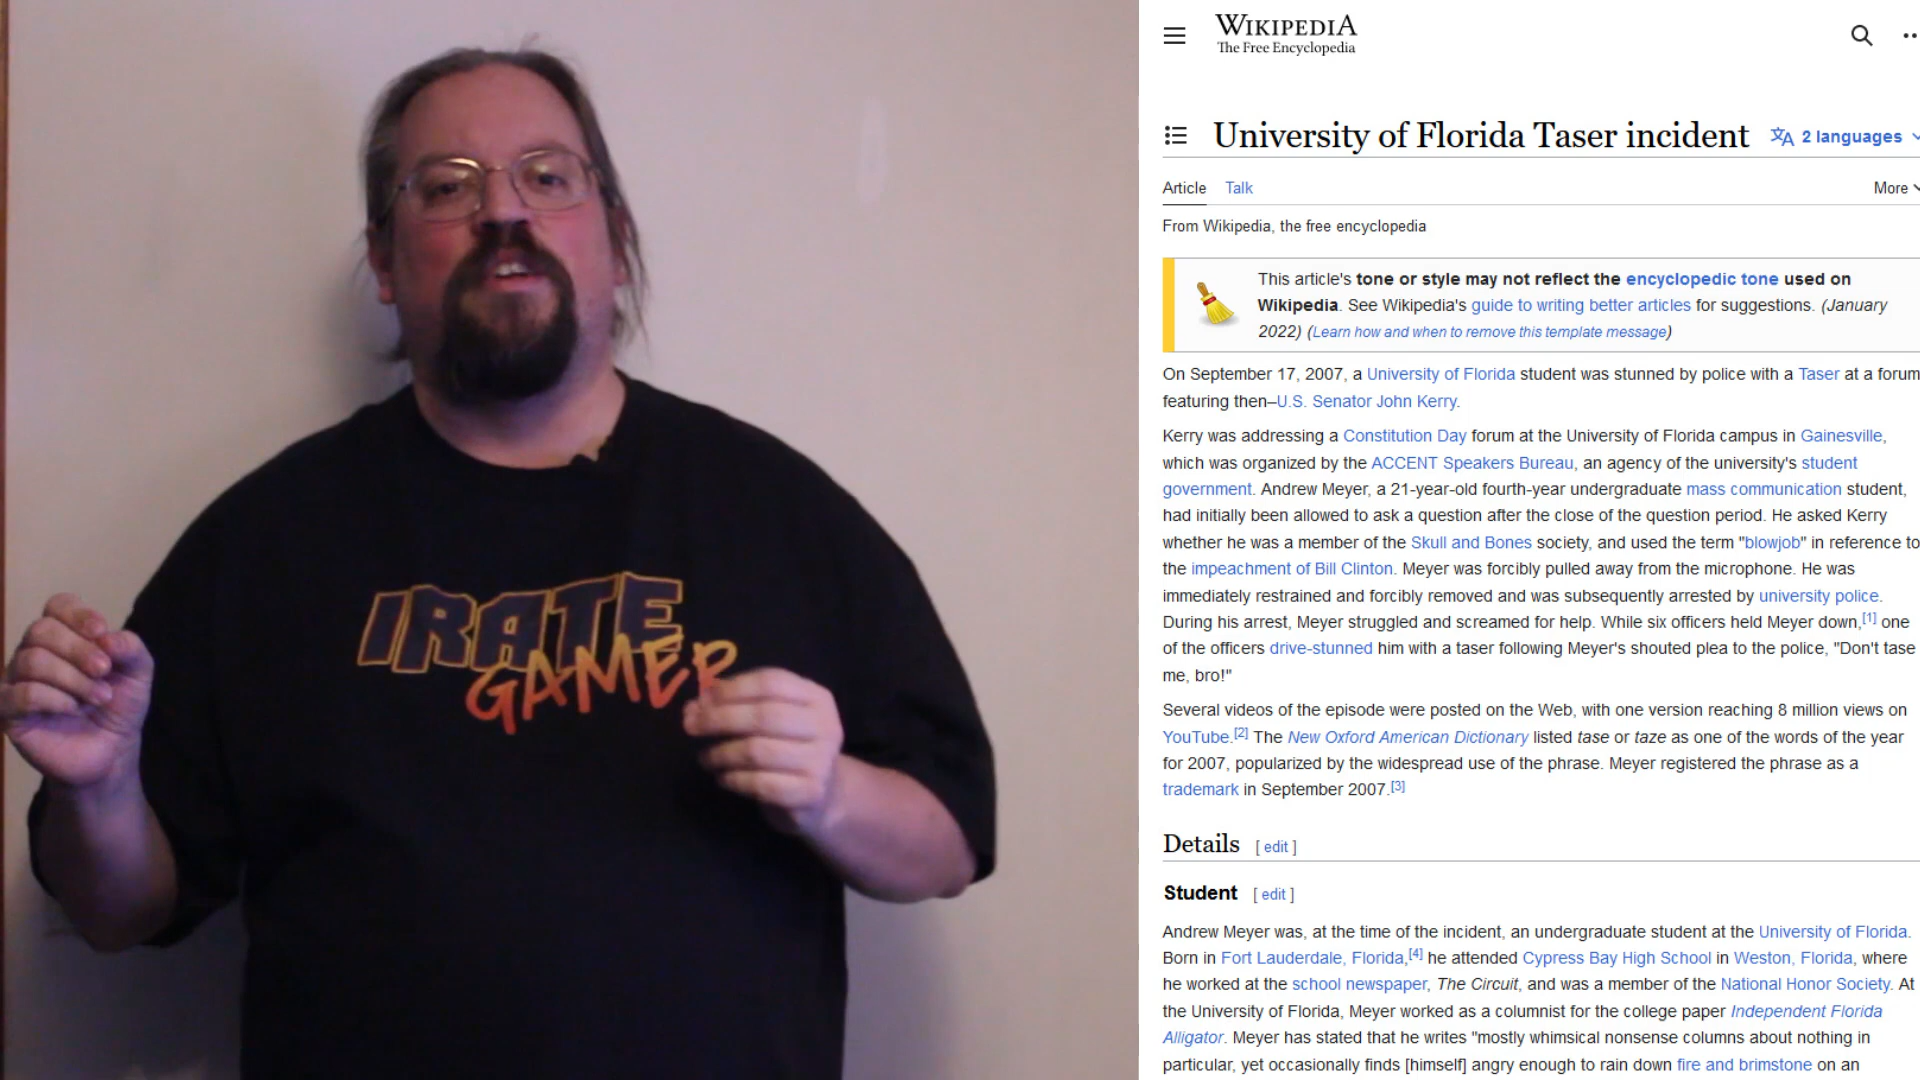 IRATE
GAMER
WIKIPEDIA
The Free Encyclopedia
University of Florida Taser incident
2 languages
Article Talk More
From Wikipedia, the free encyclopedia
This article's tone or style may not reflect the encyclopedic tone used on
Wikipedia. See Wikipedia's guide to writing better articles for suggestions. (January
2022) (Learn how and when to remove this template message)
On September 17, 2007, a University of Florida student was stunned by police with a Taser at a forum
featuring then–U.S. Senator John Kerry.
Kerry was addressing a Constitution Day forum at the University of Florida campus in Gainesville,
which was organized by the ACCENT Speakers Bureau, an agency of the university's student
government. Andrew Meyer, a 21-year-old fourth-year undergraduate mass communication student,
had initially been allowed to ask a question after the close of the question period. He asked Kerry
whether he was a member of the Skull and Bones society, and used the term "blowjob" in reference to
the impeachment of Bill Clinton. Meyer was forcibly pulled away from the microphone. He was
immediately restrained and forcibly removed and was subsequently arrested by university police.
During his arrest, Meyer struggled and screamed for help. While six officers held Meyer down,[1] one
of the officers drive-stunned him with a taser following Meyer's shouted plea to the police, "Don't tase
me, bro!"
Several videos of the episode were posted on the Web, with one version reaching 8 million views on
YouTube.[2] The New Oxford American Dictionary listed tase or taze as one of the words of the year
for 2007, popularized by the widespread use of the phrase. Meyer registered the phrase as a
trademark in September 2007.[3]
Details [ edit ]
Student [ edit ]
Andrew Meyer was, at the time of the incident, an undergraduate student at the University of Florida.
Born in Fort Lauderdale, Florida,[4] he attended Cypress Bay High School in Weston, Florida, where
he worked at the school newspaper, The Circuit, and was a member of the National Honor Society. At
the University of Florida, Meyer worked as a columnist for the college paper Independent Florida
Alligator. Meyer has stated that he writes "mostly whimsical nonsense columns about nothing in
particular, yet occasionally finds [himself] angry enough to rain down fire and brimstone on an